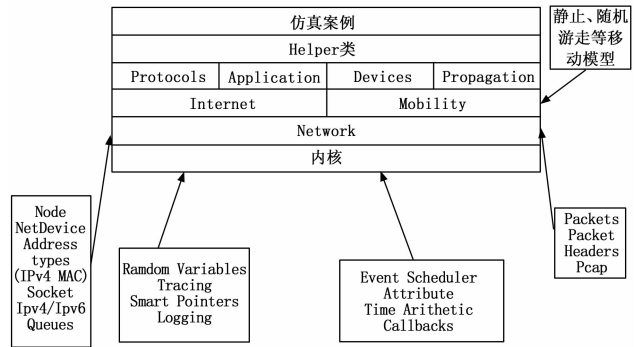 仿真案例
Helper类
Protocols
Application
Devices
Propagation
Internet
Mobility
Network
内核
静止、随机
游走等移
动模型
Node
NetDevice
Address
types
(IPv4 MAC)
Socket
Ipv4/Ipv6
Queues
Ramdom Variables
Tracing
Smart Pointers
Logging
Event Scheduler
Attribute
Time Arithetic
Callbacks
Packets
Packet
Headers
Pcap